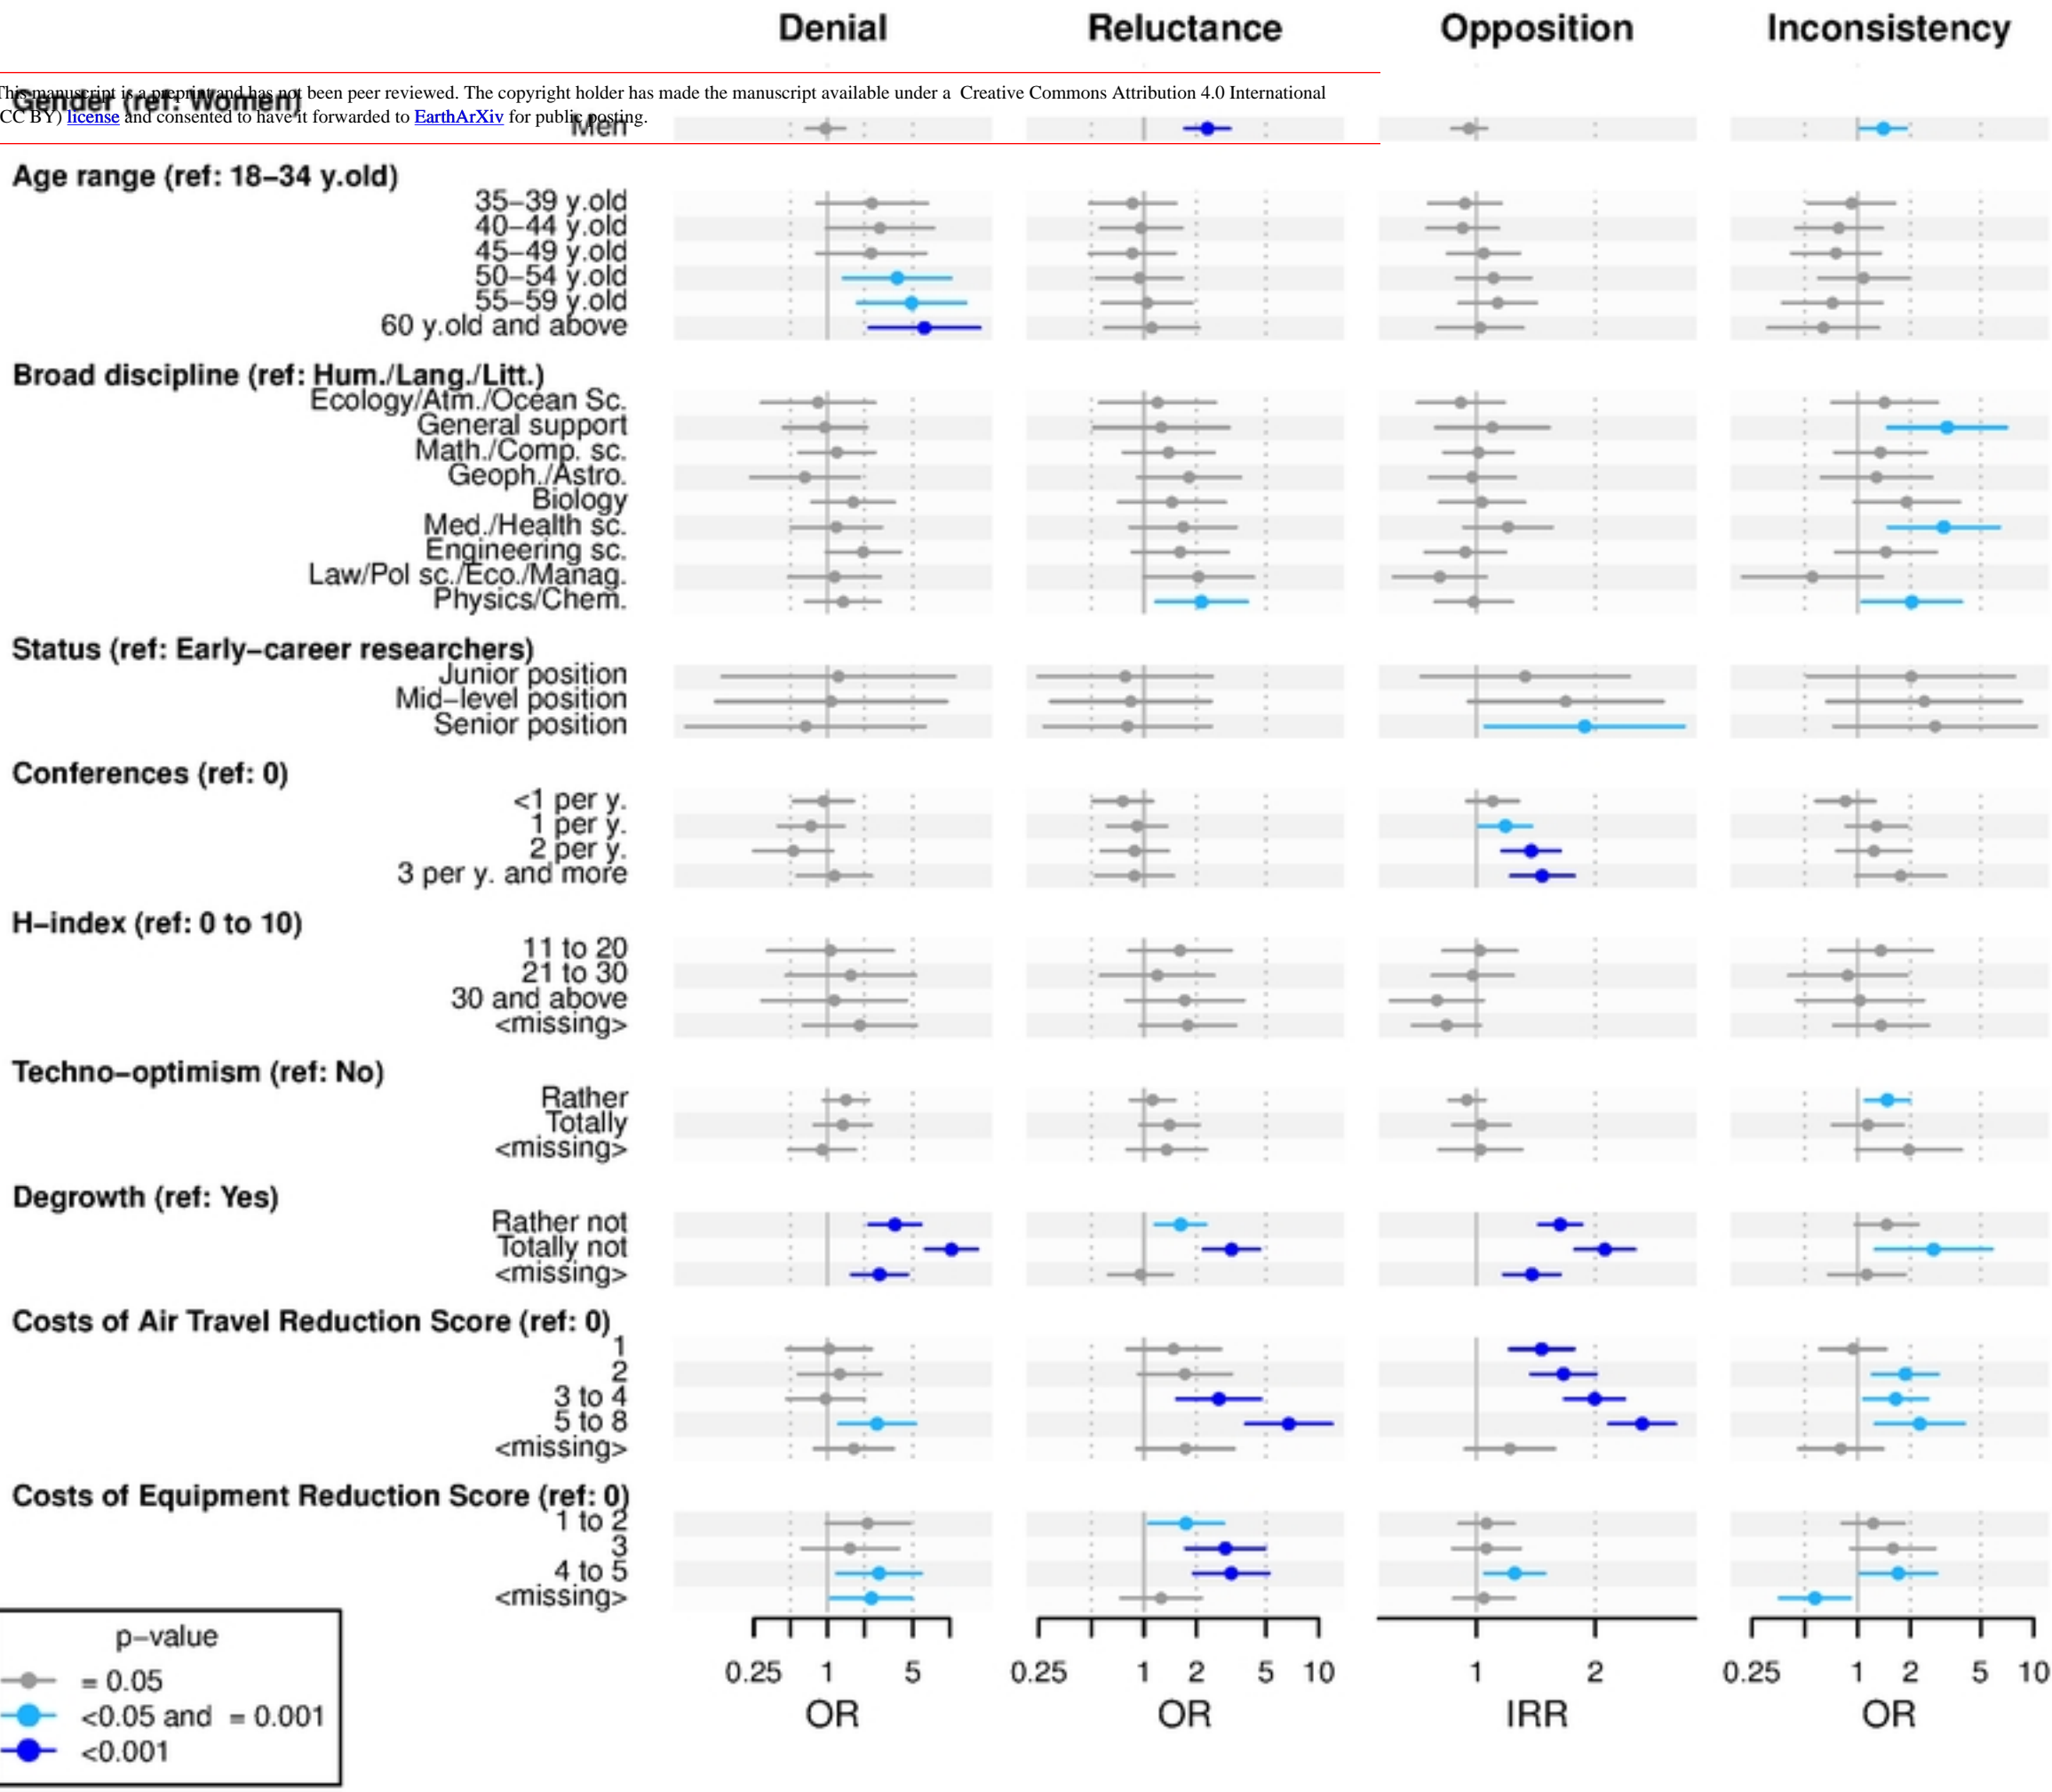 Denial Reluctance Opposition Inconsistency
This manuscript is a preprint and has not been peer reviewed. The copyright holder has made the manuscript available under a Creative Commons Attribution 4.0 International
Gender (ref: Women)
CC BY) license and consented to have it forwarded to EarthArXiv for public posting.
Men
Age range (ref: 18–34 y.old)
35–39 y.old
40–44 y.old
45–49 y.old
50–54 y.old
55–59 y.old
60 y.old and above
Broad discipline (ref: Hum./Lang./Litt.)
Ecology/Atm./Ocean Sc.
General support
Math./Comp. sc.
Geoph./Astro.
Biology
Med./Health sc.
Engineering sc.
Law/Pol sc./Eco./Manag.
Physics/Chem.
Status (ref: Early–career researchers)
Junior position
Mid–level position
Senior position
Conferences (ref: 0)
<1 per y.
1 per y.
2 per y.
3 per y. and more
H–index (ref: 0 to 10)
11 to 20
21 to 30
30 and above
<missing>
Techno–optimism (ref: No)
Rather
Totally
<missing>
Degrowth (ref: Yes)
Rather not
Totally not
<missing>
Costs of Air Travel Reduction Score (ref: 0)
1
2
3 to 4
5 to 8
<missing>
Costs of Equipment Reduction Score (ref: 0)
1 to 2
3
4 to 5
<missing>
0.25 1 5 0.25 1 2 5 10 1 2 0.25 1 2 5 10
OR OR IRR OR
p–value
= 0.05
<0.05 and = 0.001
<0.001